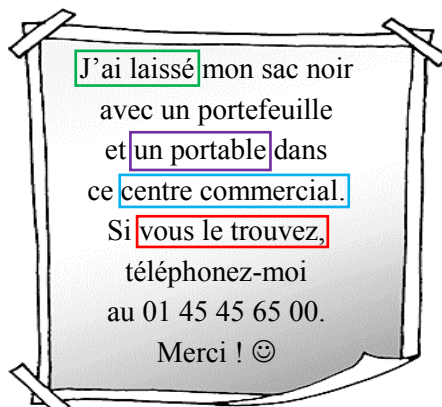 J'ai laissé mon sac noir
avec un portefeuille
et un portable dans
ce centre commercial.
Si vous le trouvez,
téléphonez-moi
au 01 45 45 65 00.
Merci ! ☺